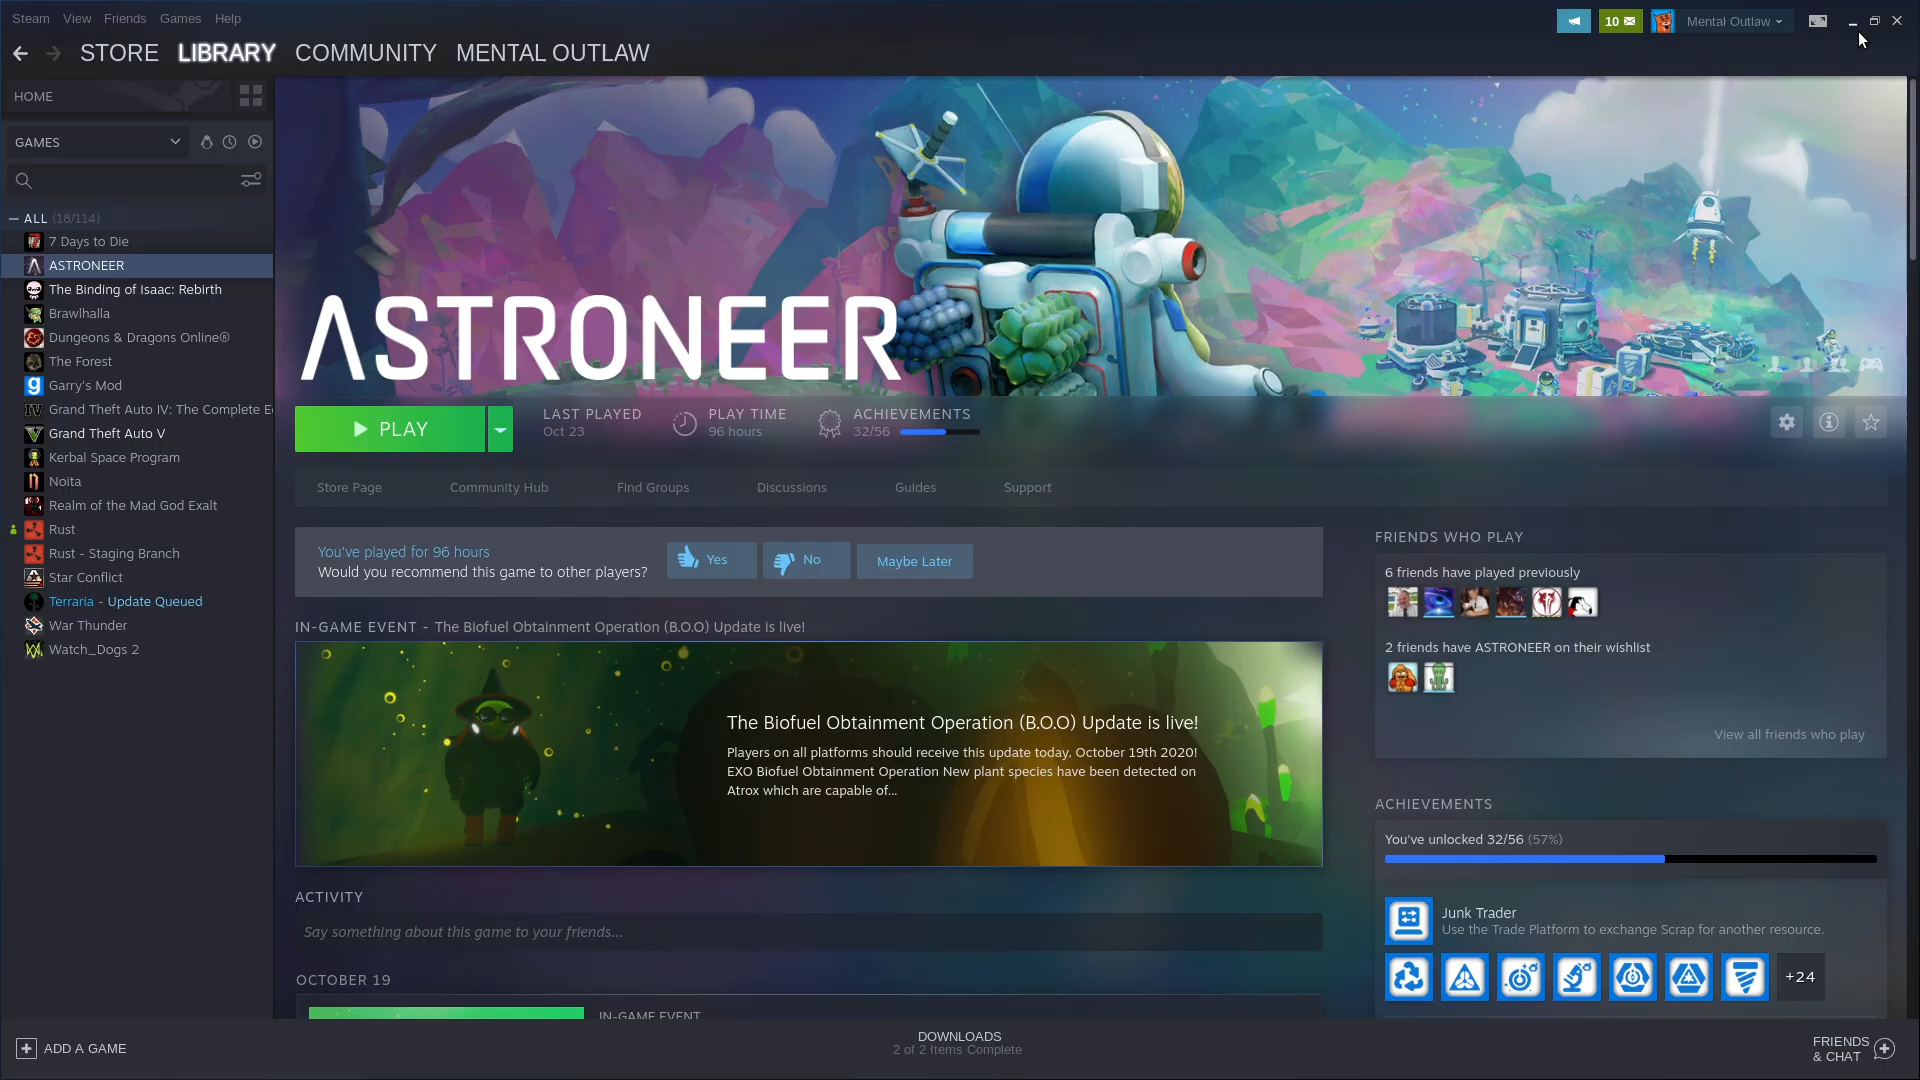 Steam View Friends Games Help
10 Mental Outlaw
STORE LIBRARY COMMUNITY MENTAL OUTLAW
HOME
GAMES
ALL (18/114)
7 Days to Die
ASTRONEER
The Binding of Isaac: Rebirth
Brawlhalla
Dungeons & Dragons Online®
The Forest
Garry's Mod
Grand Theft Auto IV: The Complete E
Grand Theft Auto V
Kerbal Space Program
Noita
Realm of the Mad God Exalt
Rust
Rust - Staging Branch
Star Conflict
Terraria - Update Queued
War Thunder
Watch_Dogs 2
ASTRONEER
PLAY
LAST PLAYED
Oct 23
PLAY TIME
96 hours
ACHIEVEMENTS
32/56
Store Page Community Hub Find Groups Discussions Guides Support
You've played for 96 hours
Would you recommend this game to other players?
Yes No Maybe Later
IN-GAME EVENT - The Biofuel Obtainment Operation (B.O.O) Update is live!
The Biofuel Obtainment Operation (B.O.O) Update is live!
Players on all platforms should receive this update today, October 19th 2020!
EXO Biofuel Obtainment Operation New plant species have been detected on
Atrox which are capable of...
ACTIVITY
Say something about this game to your friends...
OCTOBER 19
IN-GAME EVENT
FRIENDS WHO PLAY
6 friends have played previously
2 friends have ASTRONEER on their wishlist
View all friends who play
ACHIEVEMENTS
You've unlocked 32/56 (57%)
Junk Trader
Use the Trade Platform to exchange Scrap for another resource.
+24
ADD A GAME
DOWNLOADS
2 of 2 Items Complete
FRIENDS
& CHAT